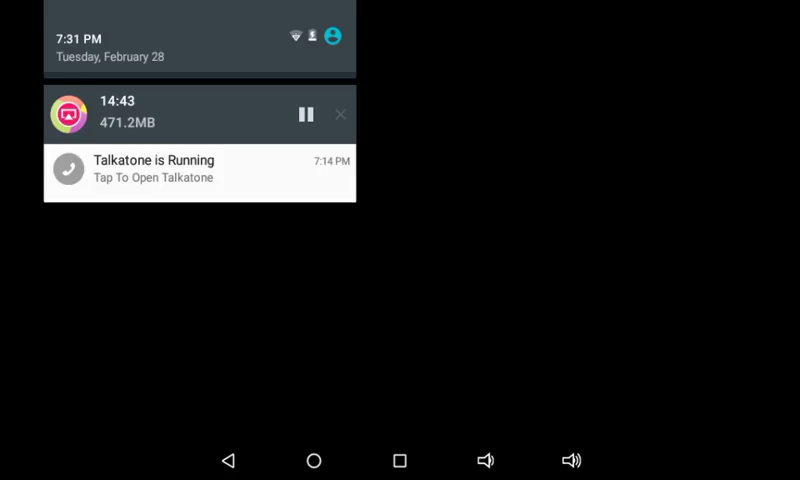 7:31 PM
Tuesday, February 28
14:43
471.2MB
Talkatone is Running
7:14 PM
Tap To Open Talkatone